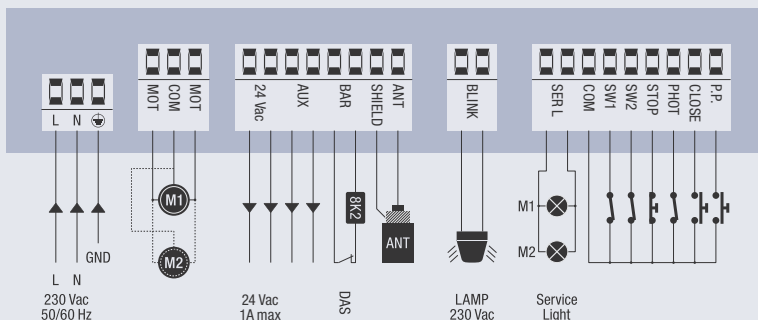 L N
MOT COM MOT
24 Vac AUX BAR SHIELD ANT
BLINK
SER L COM SW1 SW2 STOP PHOT CLOSE P.P.
M1
M2
8K2
ANT
M1
M2
GND
L N
230 Vac
50/60 Hz
24 Vac
1A max
DAS
LAMP
230 Vac
Service
Light